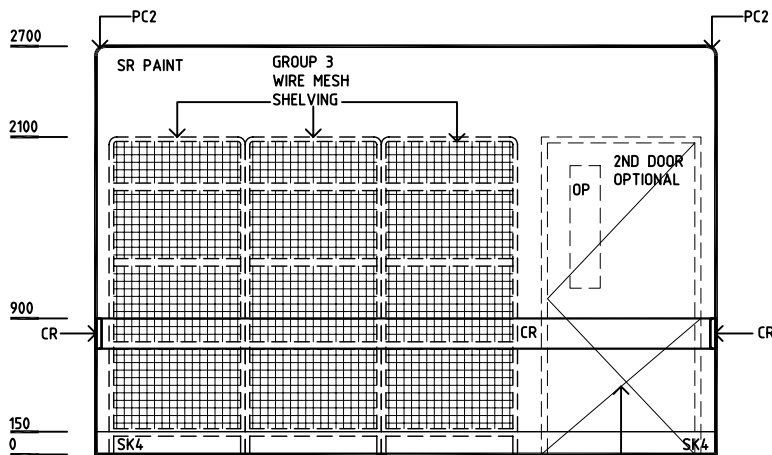 PC2
PC2
2700
SR PAINT
GROUP 3
WIRE MESH
SHELVING
2100
2ND DOOR
OPTIONAL
OP
900
CR
CR
CR
150
0
SK4
SK4